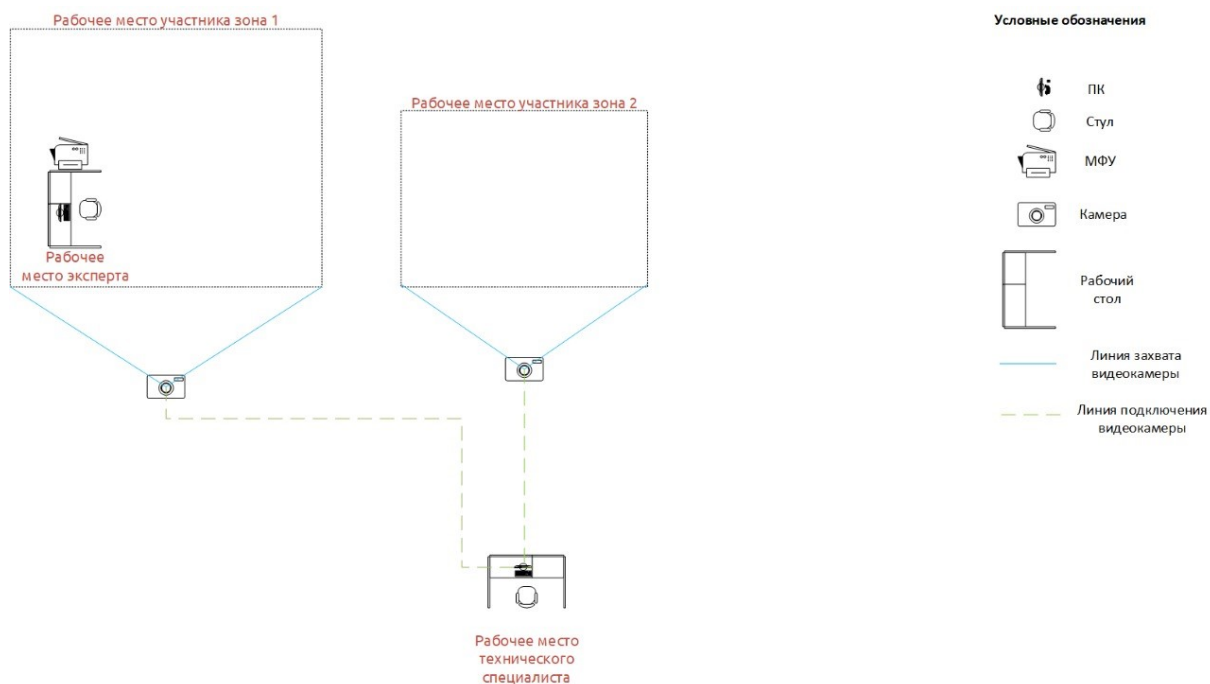 Рабочее место участника зона 1
Рабочее место участника зона 2
Рабочее
место эксперта
Рабочее место
технического
специалиста
Условные обозначения
ПК
Стул
МФУ
Камера
Рабочий
стол
Линия захвата
видеокамеры
Линия подключения
видеокамеры